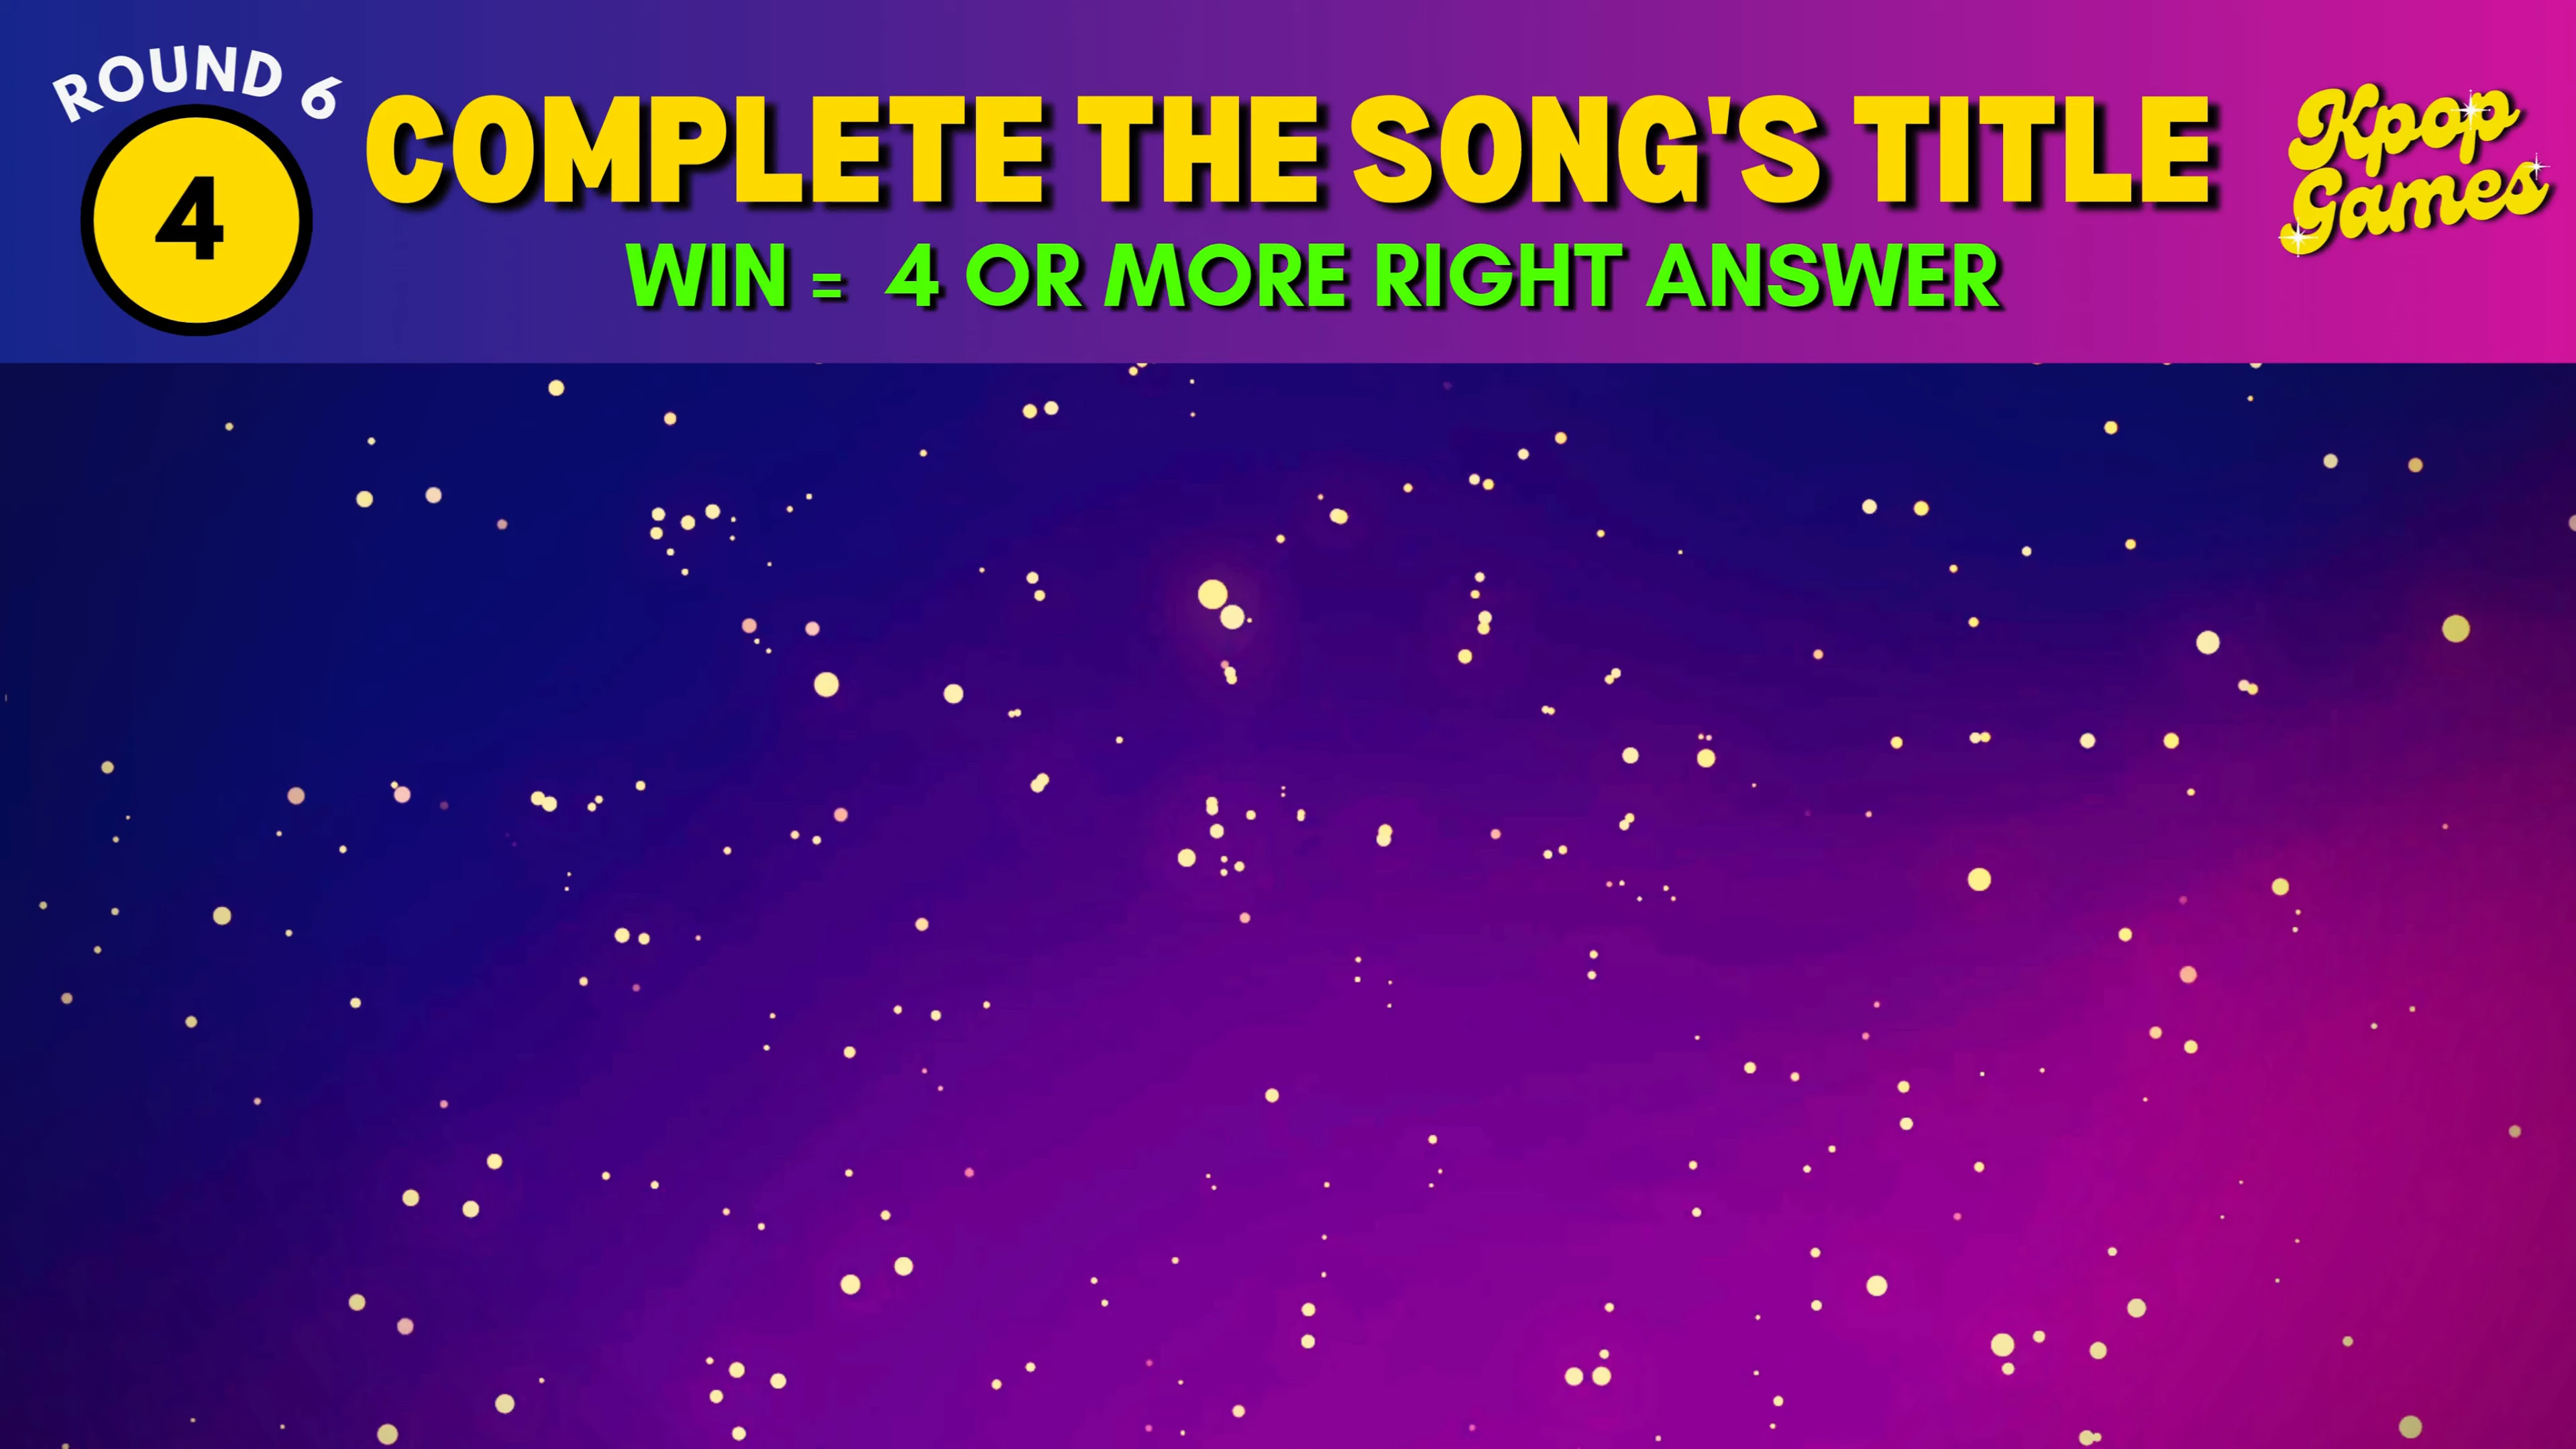 ROUND 6
4
COMPLETE THE SONG'S TITLE
WIN = 4 OR MORE RIGHT ANSWER
Kpop
Games